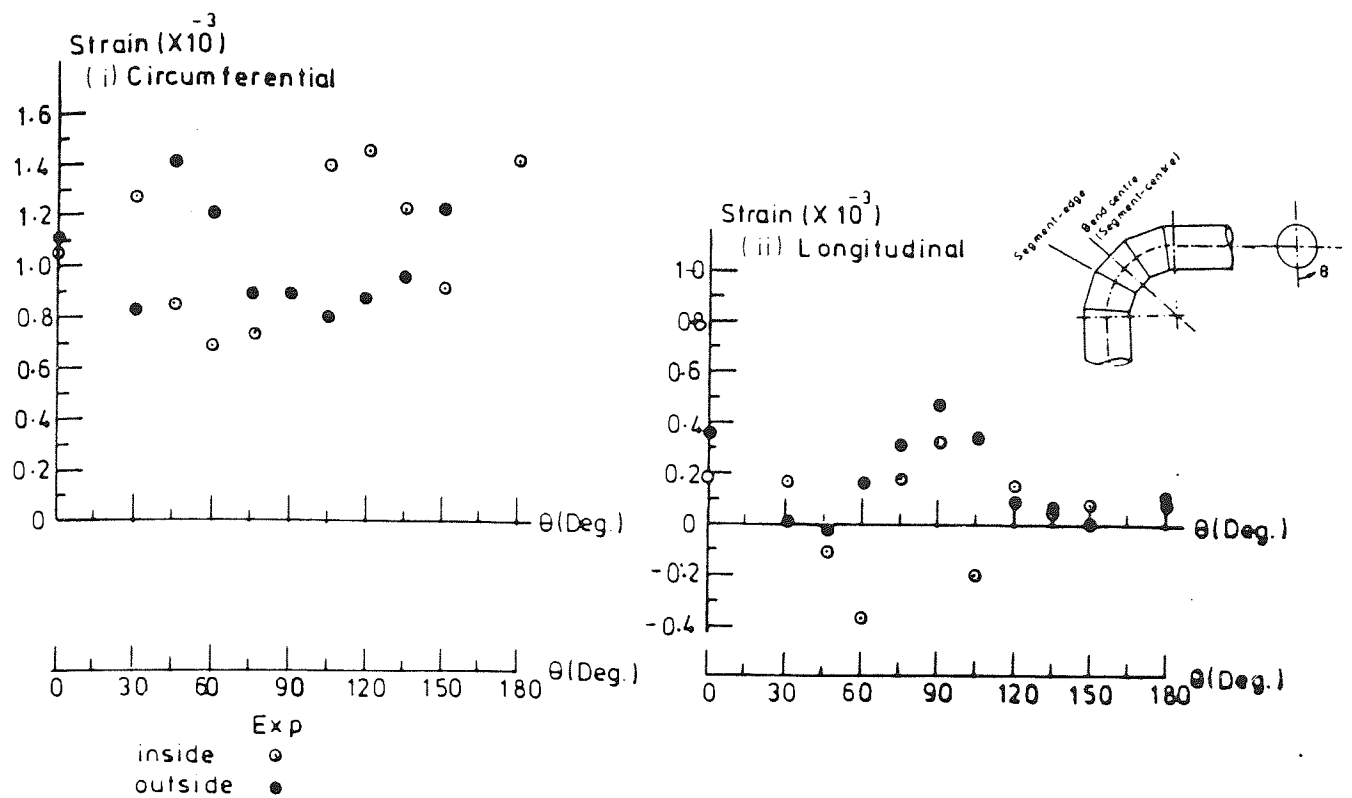 Strain (X10⁻³)
(i) Circumferential
1.6
1.4
1.2
1.0
0.8
0.6
0.4
0.2
0
θ(Deg.)
0 30 60 90 120 150 180 θ(Deg.)
Exp
inside ⊙
outside ●
Strain (X10⁻³)
(ii) Longitudinal
1.0
0.8
0.6
0.4
0.2
0
-0.2
-0.4
θ(Deg.)
0 30 60 90 120 150 180 θ(Deg.)
Segment-edge
Bend centre
(Segment-centre)
θ